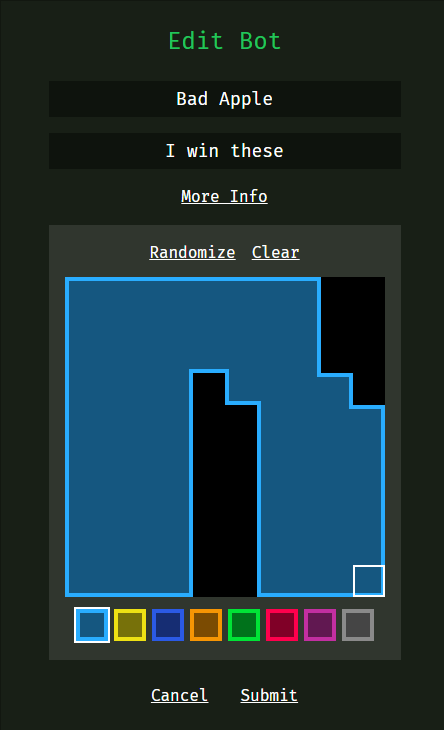 Edit Bot
Bad Apple
I win these
More Info
Randomize Clear
Cancel Submit